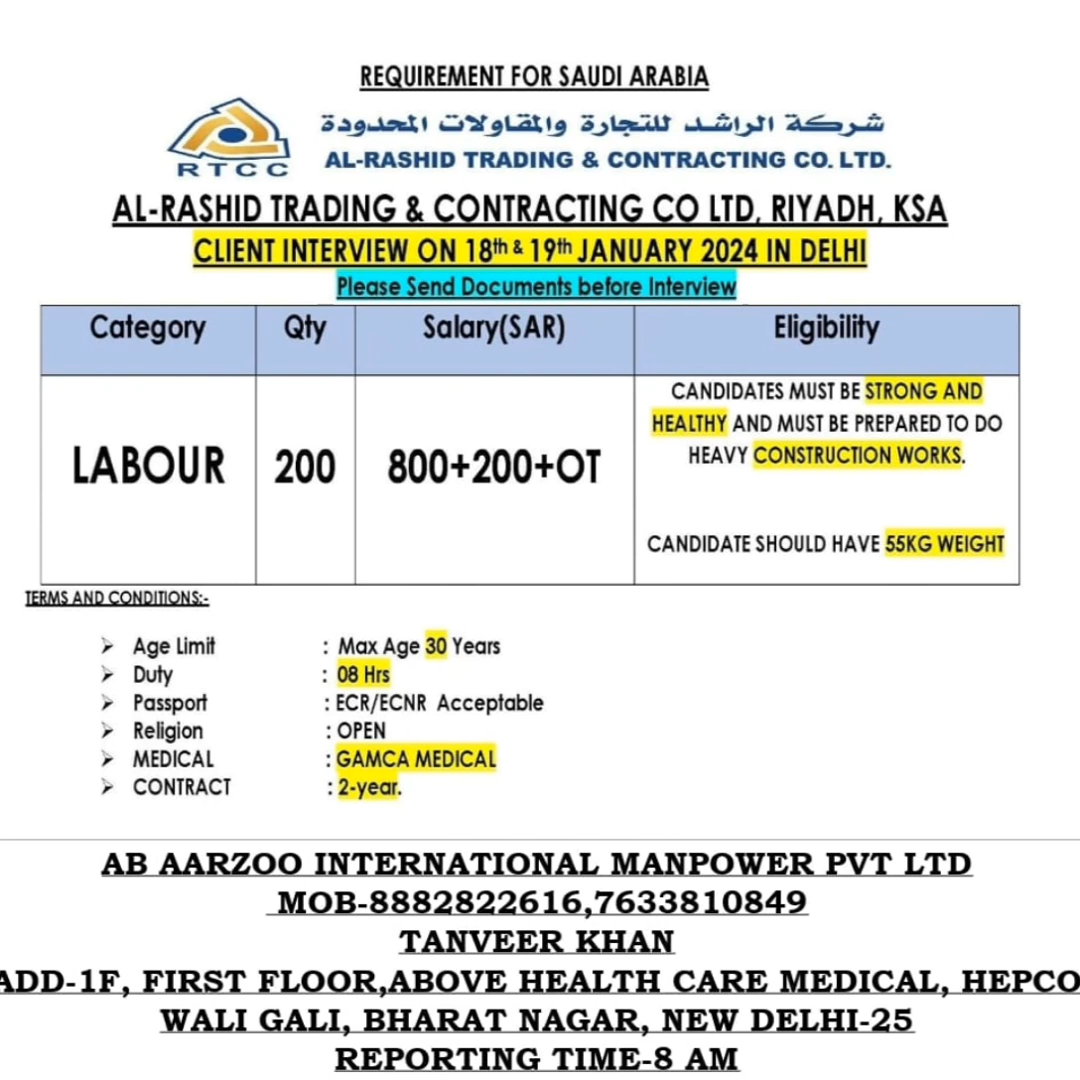 REQUIREMENT FOR SAUDI ARABIA
شركة الراشد للتجارة والمقاولات المحدودة
RTCC
AL-RASHID TRADING & CONTRACTING CO. LTD.
AL-RASHID TRADING & CONTRACTING CO LTD, RIYADH, KSA
CLIENT INTERVIEW ON 18th & 19th JANUARY 2024 IN DELHI
Please Send Documents before Interview
Category Qty Salary(SAR) Eligibility
LABOUR 200 800+200+OT
CANDIDATES MUST BE STRONG AND
HEALTHY AND MUST BE PREPARED TO DO
HEAVY CONSTRUCTION WORKS.
CANDIDATE SHOULD HAVE 55KG WEIGHT
TERMS AND CONDITIONS:-
➢ Age Limit : Max Age 30 Years
➢ Duty : 08 Hrs
➢ Passport : ECR/ECNR Acceptable
➢ Religion : OPEN
➢ MEDICAL : GAMCA MEDICAL
➢ CONTRACT : 2-year.
AB AARZOO INTERNATIONAL MANPOWER PVT LTD
MOB-8882822616,7633810849
TANVEER KHAN
ADD-1F, FIRST FLOOR,ABOVE HEALTH CARE MEDICAL, HEPCO
WALI GALI, BHARAT NAGAR, NEW DELHI-25
REPORTING TIME-8 AM